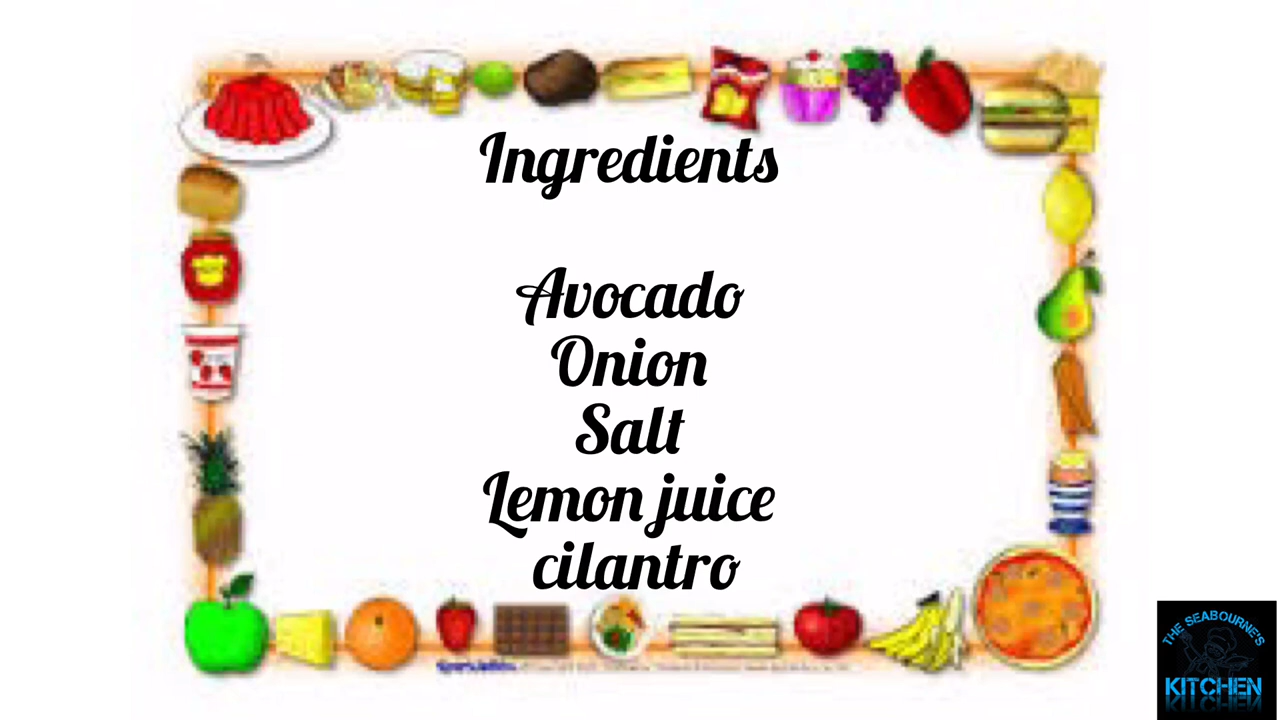 Ingredients
Avocado
Onion
Salt
Lemon juice
cilantro
THE SEABOURNE'S
KITCHEN